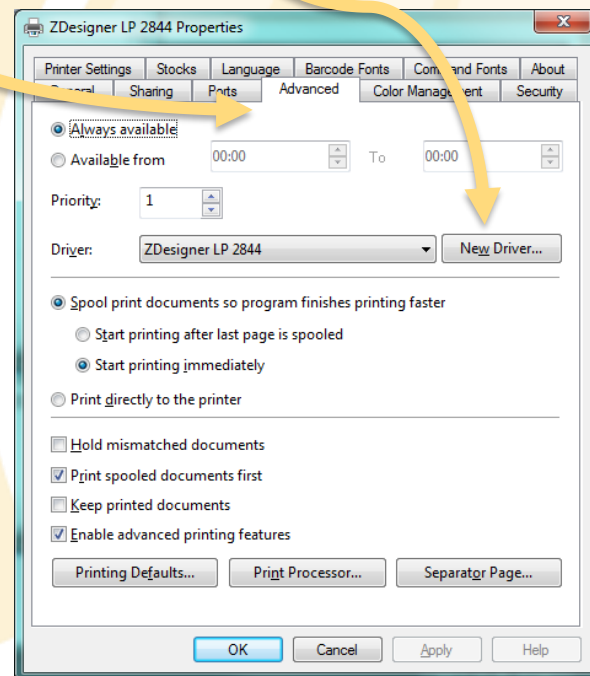 ZDesigner LP 2844 Properties
Printer Settings Stocks Language Barcode Fonts Command Fonts About
General Sharing Ports Advanced Color Management Security
Always available
Available from 00:00 To 00:00
Priority: 1
Driver: ZDesigner LP 2844 New Driver...
Spool print documents so program finishes printing faster
Start printing after last page is spooled
Start printing immediately
Print directly to the printer
Hold mismatched documents
Print spooled documents first
Keep printed documents
Enable advanced printing features
Printing Defaults... Print Processor... Separator Page...
OK Cancel Apply Help